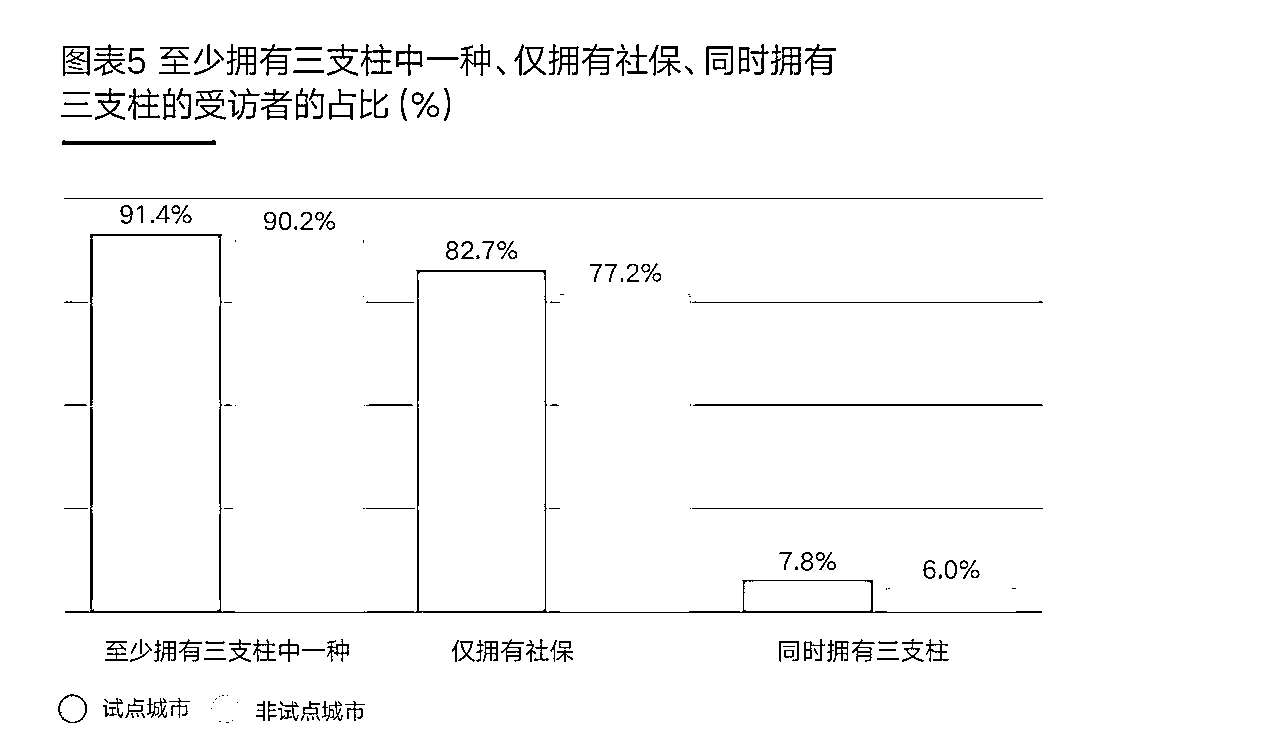 图表5 至少拥有三支柱中一种、仅拥有社保、同时拥有
三支柱的受访者的占比(%)
91.4%
90.2%
82.7%
77.2%
7.8%
6.0%
至少拥有三支柱中一种
仅拥有社保
同时拥有三支柱
试点城市
非试点城市